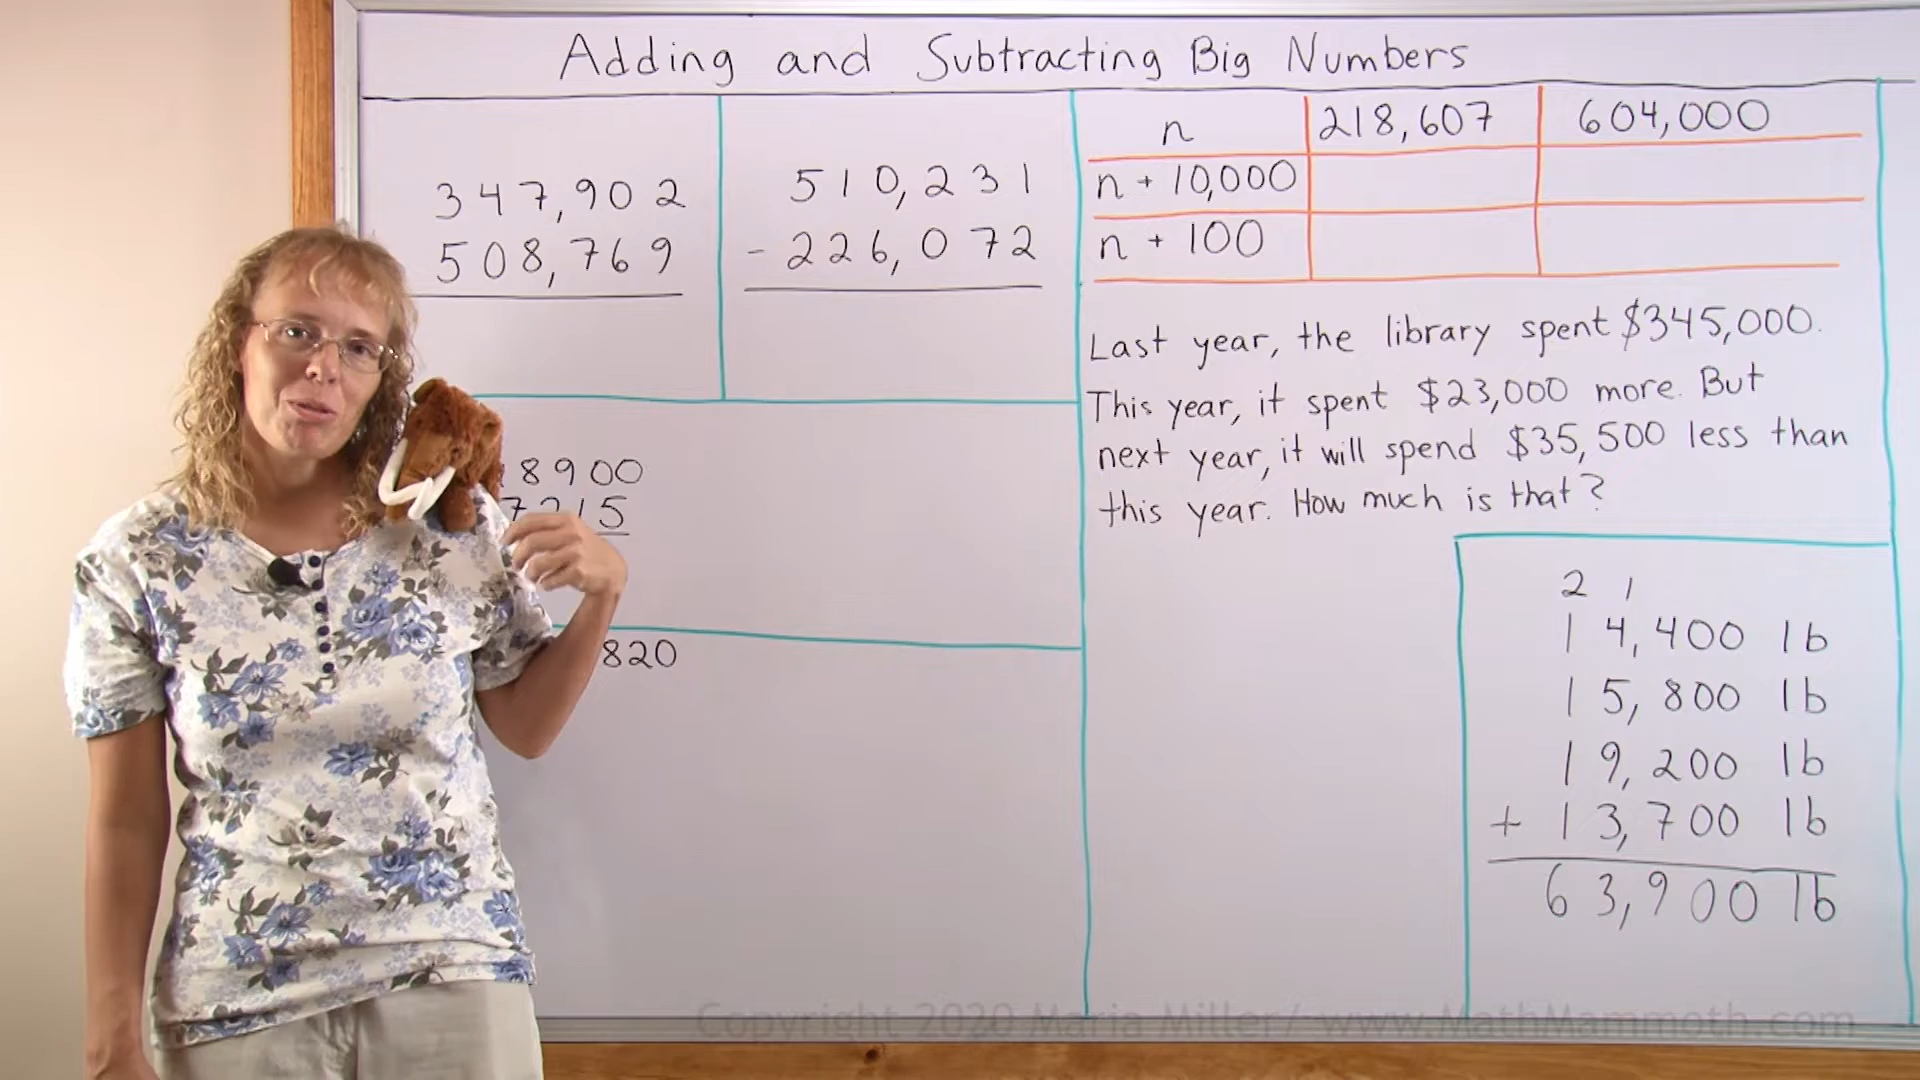 Adding and Subtracting Big Numbers
347,902
508,769
510,231
- 226,072
n 218,607 604,000
n + 10,000
n + 100
Last year, the library spent $345,000.
This year, it spent $23,000 more. But
next year, it will spend $35,500 less than
this year. How much is that?
8900
7215
820
2 1
14,400 lb
15,800 lb
19,200 lb
+ 13,700 lb
63,900 lb
Copyright 2020 Maria Miller/ www.MathMammoth.com